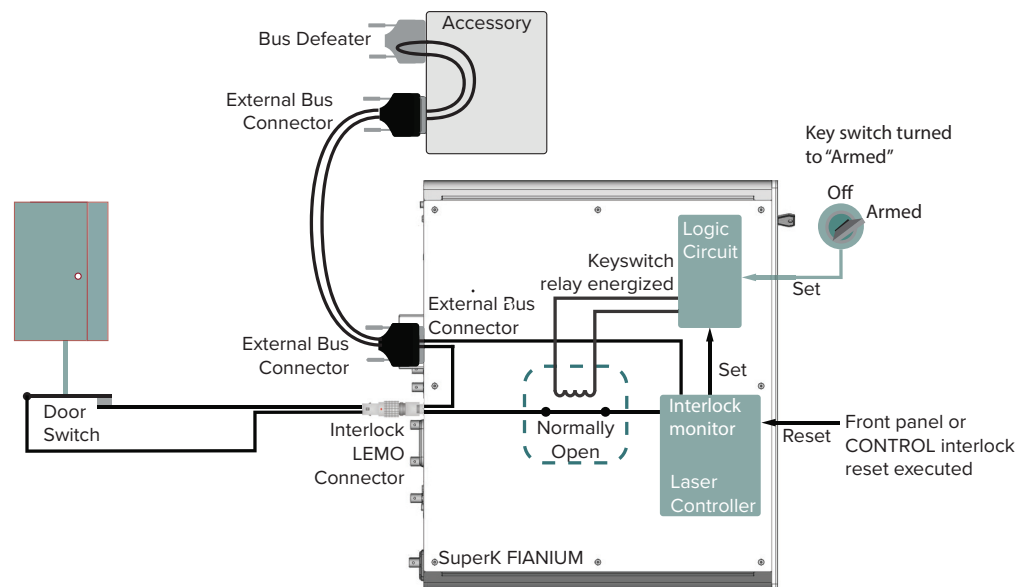 Accessory
Bus Defeater
External Bus
Connector
Key switch turned
to “Armed”
Off
Armed
Logic
Circuit
Keyswitch
relay energized
Set
External Bus
Connector
External Bus
Connector
Set
Door
Switch
Interlock
LEMO
Connector
Normally
Open
Interlock
monitor
Laser
Controller
Reset
Front panel or
CONTROL interlock
reset executed
SuperK FIANIUM